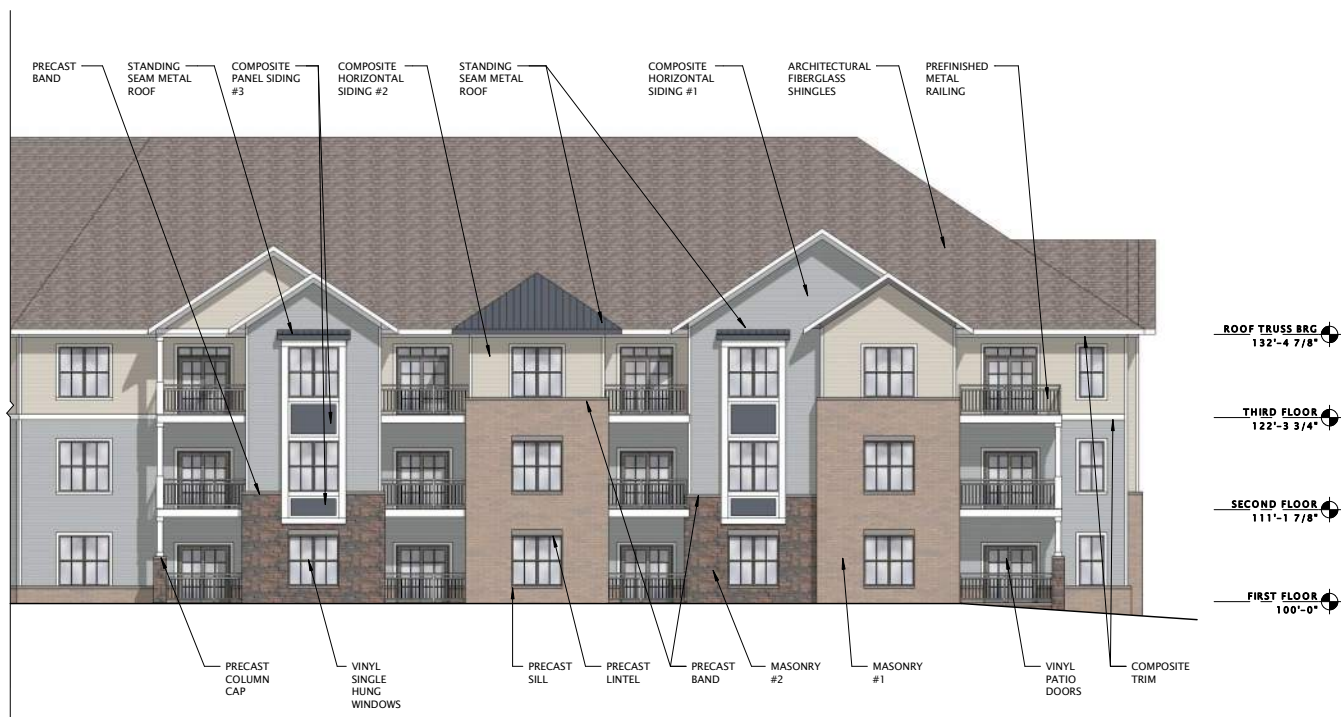 PRECAST
BAND
STANDING
SEAM METAL
ROOF
COMPOSITE
PANEL SIDING
#3
COMPOSITE
HORIZONTAL
SIDING #2
STANDING
SEAM METAL
ROOF
COMPOSITE
HORIZONTAL
SIDING #1
ARCHITECTURAL
FIBERGLASS
SHINGLES
PREFINISHED
METAL
RAILING
ROOF TRUSS BRG
132'-4 7/8"
THIRD FLOOR
122'-3 3/4"
SECOND FLOOR
111'-1 7/8"
FIRST FLOOR
100'-0"
PRECAST
COLUMN
CAP
VINYL
SINGLE
HUNG
WINDOWS
PRECAST
SILL
PRECAST
LINTEL
PRECAST
BAND
MASONRY
#2
MASONRY
#1
VINYL
PATIO
DOORS
COMPOSITE
TRIM